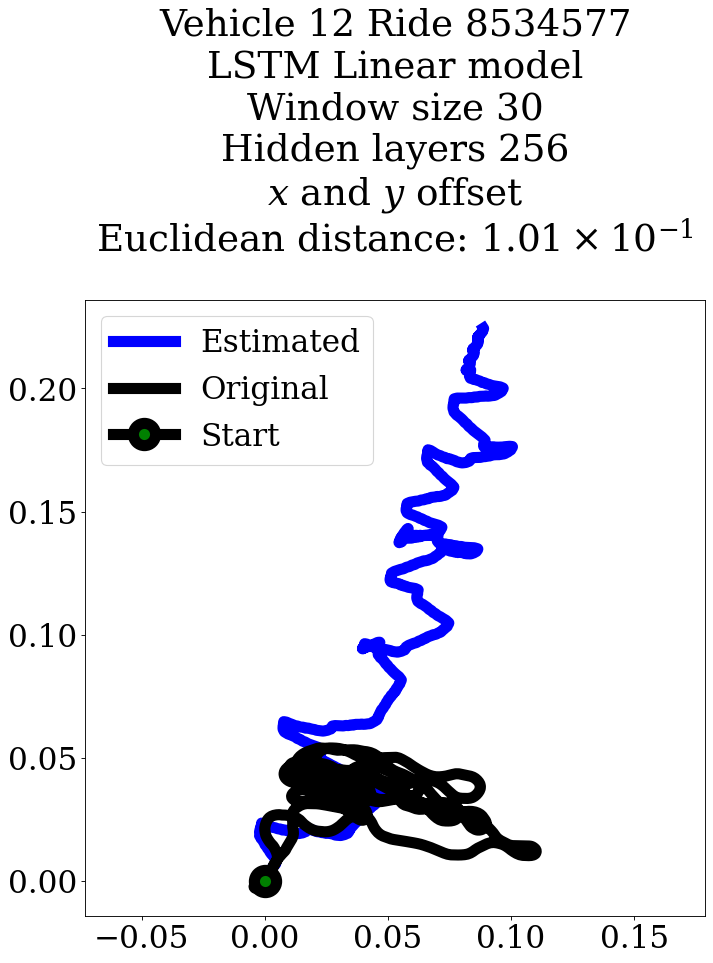 Vehicle 12 Ride 8534577
LSTM Linear model
Window size 30
Hidden layers 256
x and y offset
Euclidean distance: 1.01 × 10⁻¹
Estimated
Original
Start
0.20
0.15
0.10
0.05
0.00
−0.05 0.00 0.05 0.10 0.15